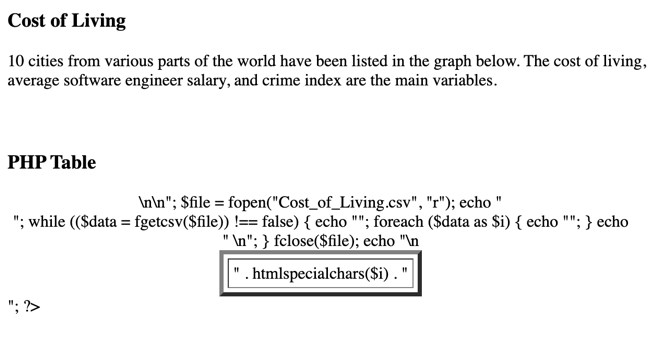 Cost of Living
10 cities from various parts of the world have been listed in the graph below. The cost of living,
average software engineer salary, and crime index are the main variables.
PHP Table
\n\n"; $file = fopen("Cost_of_Living.csv", "r"); echo "
"; while (($data = fgetcsv($file)) !== false) { echo ""; foreach ($data as $i) { echo ""; } echo
" \n"; } fclose($file); echo "\n
" . htmlspecialchars($i) . "
"; ?>